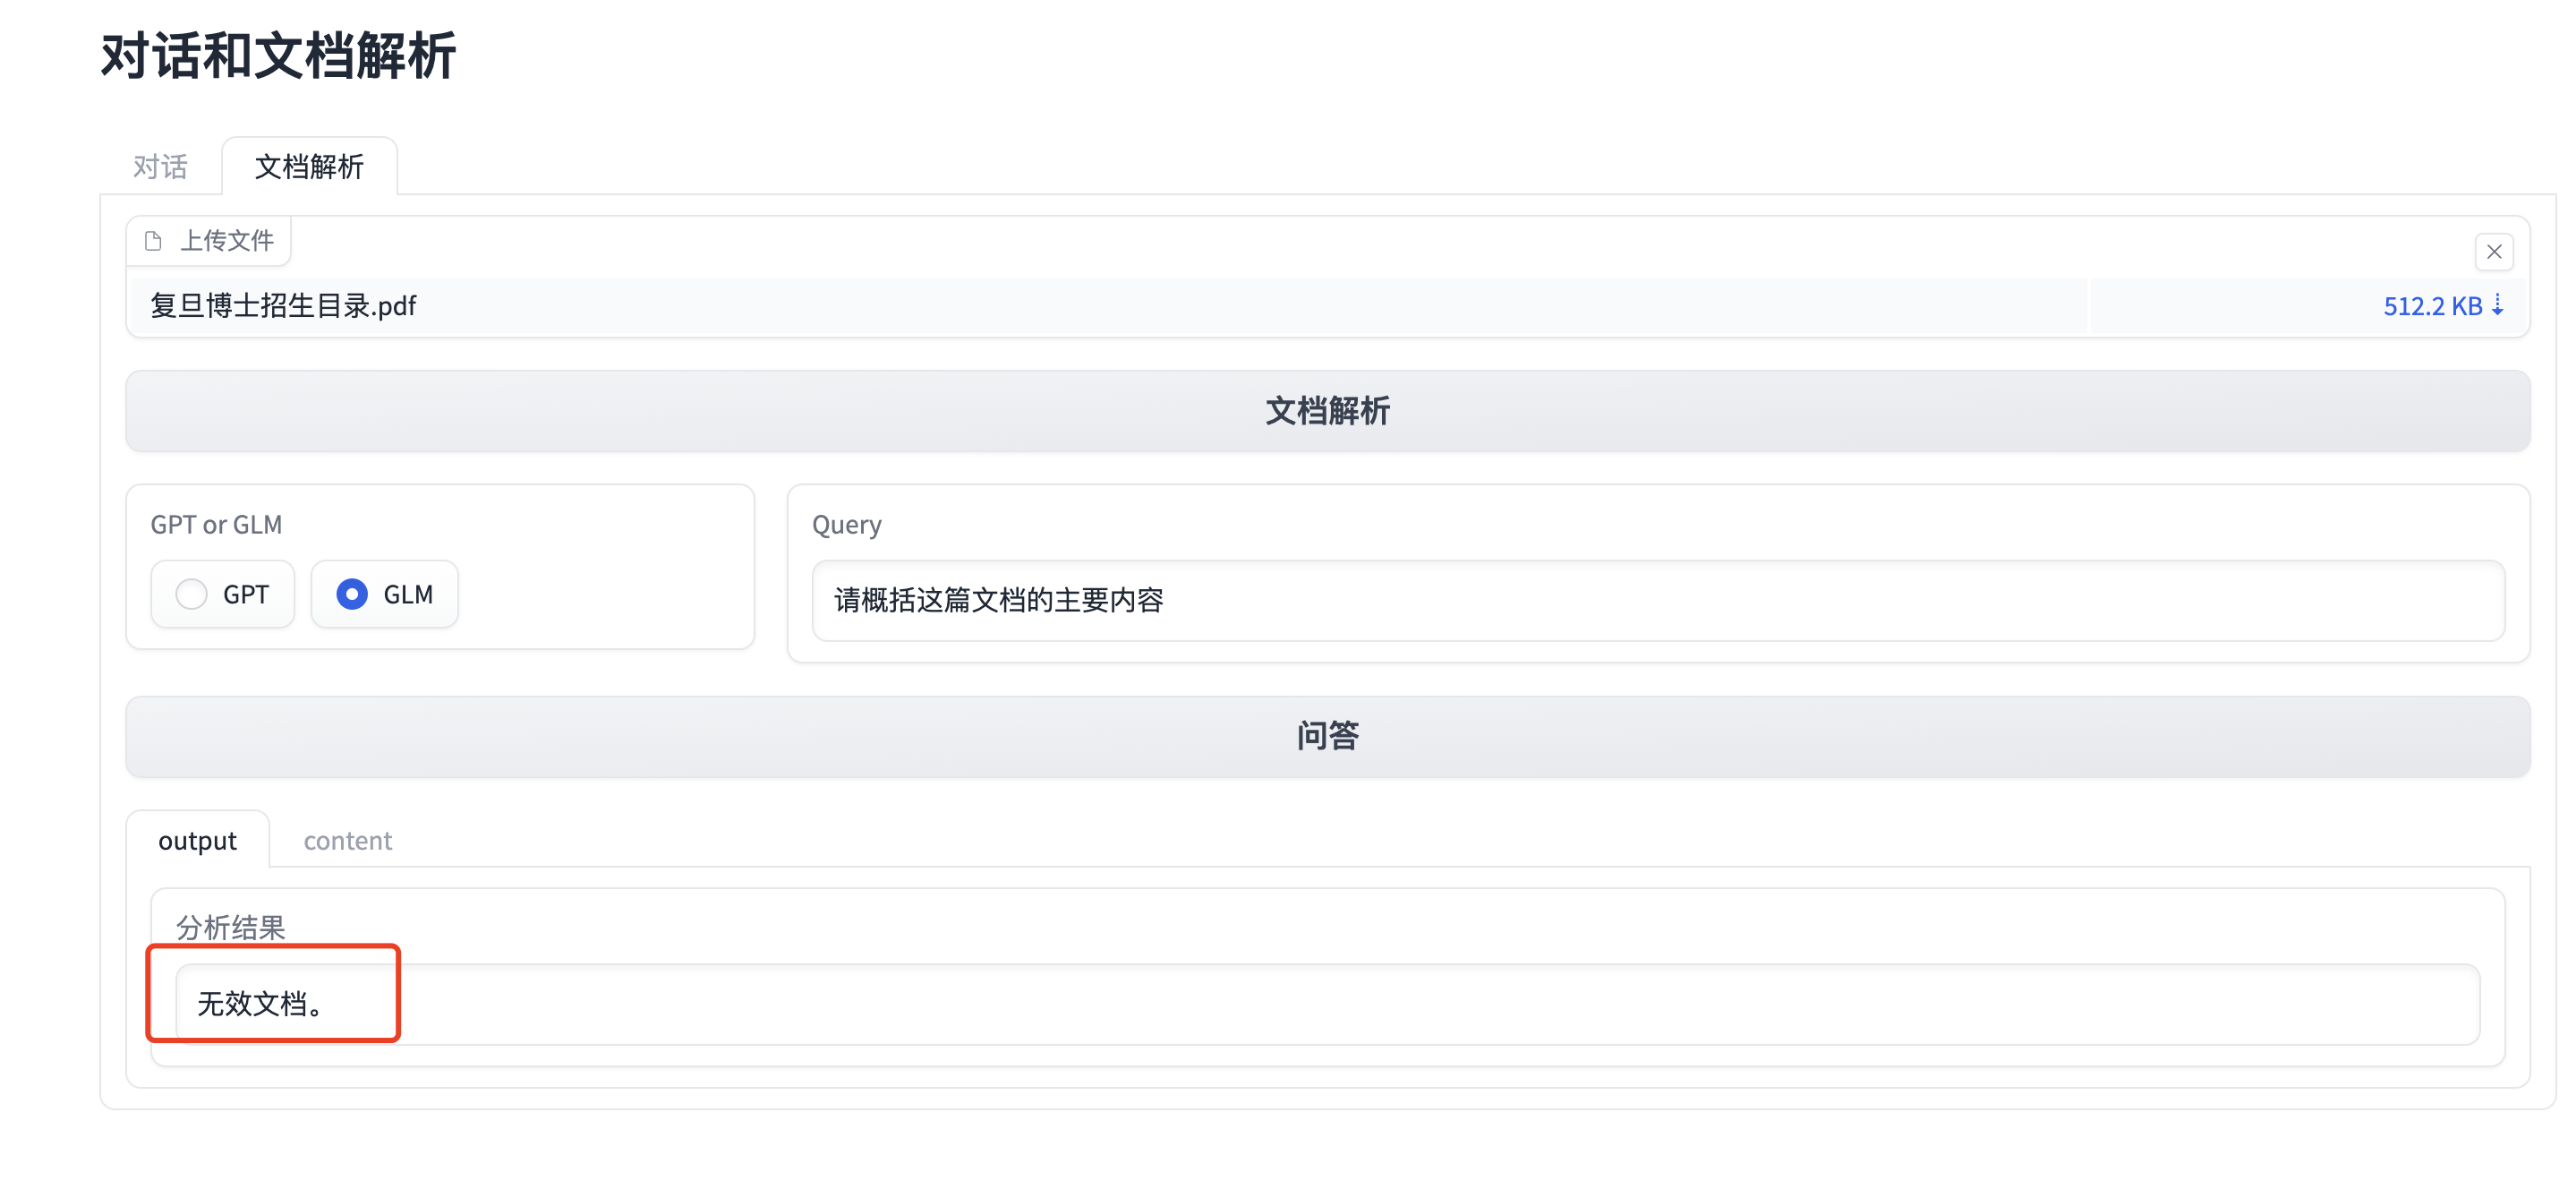 对话和文档解析
对话 文档解析
上传文件
复旦博士招生目录.pdf 512.2 KB ⇣
文档解析
GPT or GLM
GPT GLM
Query
请概括这篇文档的主要内容
问答
output content
分析结果
无效文档。